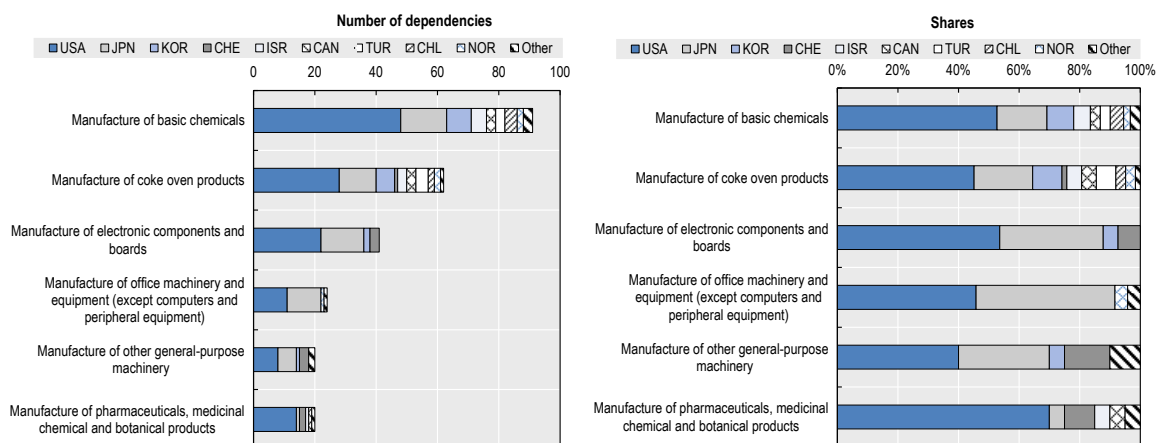 Number of dependencies
USA JPN KOR CHE ISR CAN TUR CHL NOR Other
0 20 40 60 80 100
Manufacture of basic chemicals
Manufacture of coke oven products
Manufacture of electronic components and
boards
Manufacture of office machinery and
equipment (except computers and
peripheral equipment)
Manufacture of other general-purpose
machinery
Manufacture of pharmaceuticals, medicinal
chemical and botanical products
Shares
USA JPN KOR CHE ISR CAN TUR CHL NOR Other
0% 20% 40% 60% 80% 100%
Manufacture of basic chemicals
Manufacture of coke oven products
Manufacture of electronic components and
boards
Manufacture of office machinery and
equipment (except computers and
peripheral equipment)
Manufacture of other general-purpose
machinery
Manufacture of pharmaceuticals, medicinal
chemical and botanical products